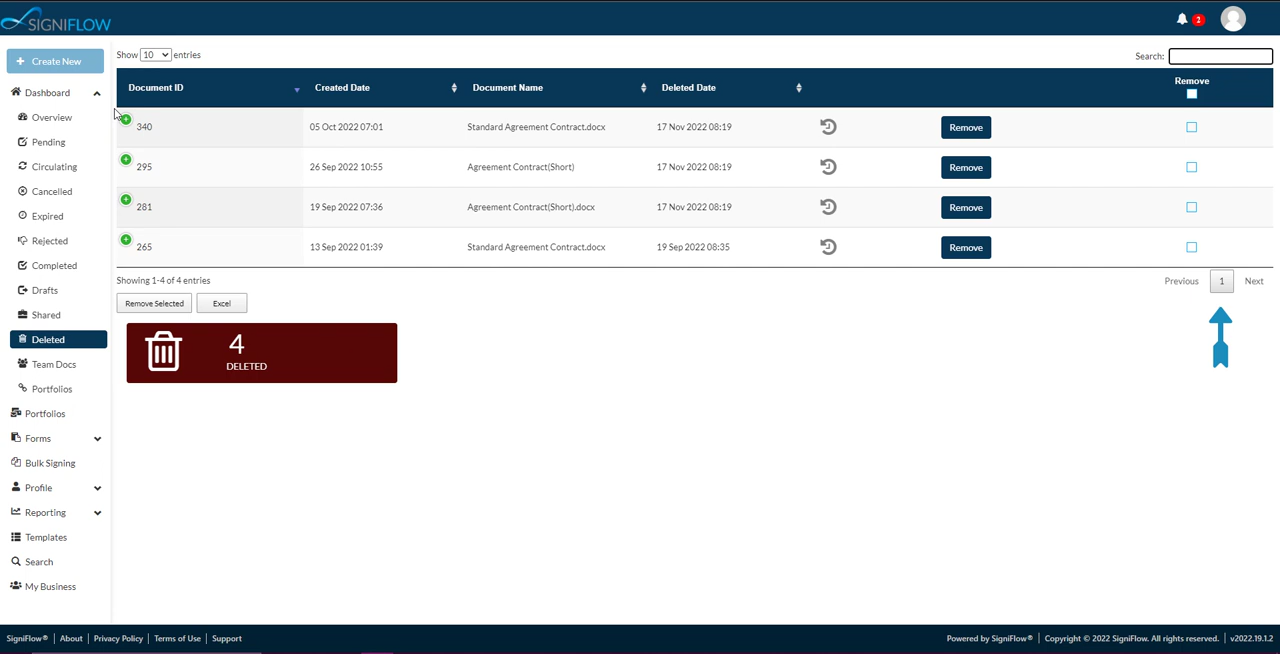 SIGNIFLOW
2
Create New
Dashboard
Overview
Pending
Circulating
Cancelled
Expired
Rejected
Completed
Drafts
Shared
Deleted
Team Docs
Portfolios
Portfolios
Forms
Bulk Signing
Profile
Reporting
Templates
Search
My Business
Show 10 entries
Search:
Document ID Created Date Document Name Deleted Date Remove
340 05 Oct 2022 07:01 Standard Agreement Contract.docx 17 Nov 2022 08:19 Remove
295 26 Sep 2022 10:55 Agreement Contract(Short) 17 Nov 2022 08:19 Remove
281 19 Sep 2022 07:36 Agreement Contract(Short).docx 17 Nov 2022 08:19 Remove
265 13 Sep 2022 01:39 Standard Agreement Contract.docx 19 Sep 2022 08:35 Remove
Showing 1-4 of 4 entries
Previous 1 Next
Remove Selected Excel
4
DELETED
SigniFlow® | About | Privacy Policy | Terms of Use | Support
Powered by SigniFlow® | Copyright © 2022 SigniFlow. All rights reserved. | v2022.19.1.2